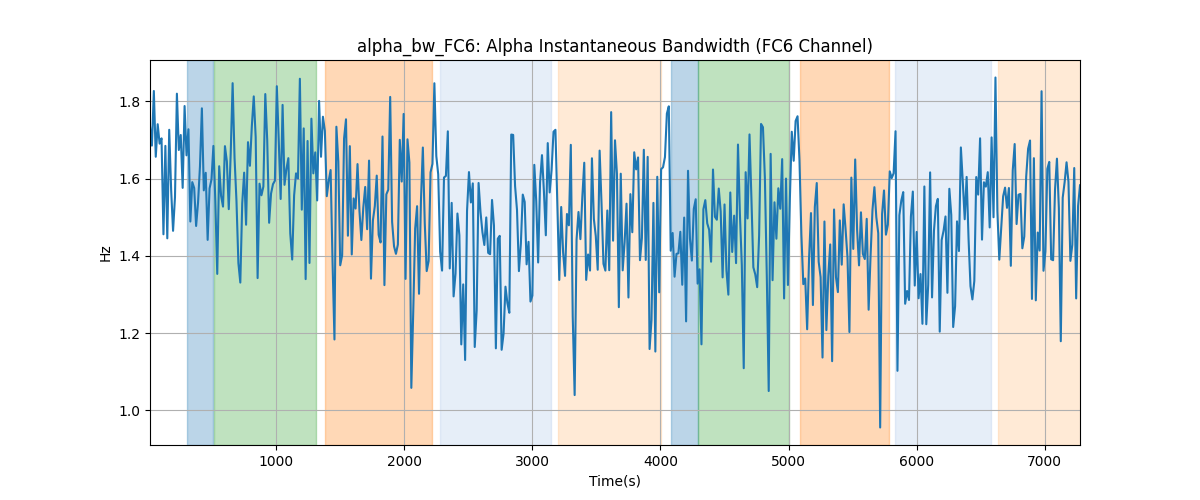 alpha_bw_FC6: Alpha Instantaneous Bandwidth (FC6 Channel)
Hz
1.8
1.6
1.4
1.2
1.0
1000 2000 3000 4000 5000 6000 7000
Time(s)